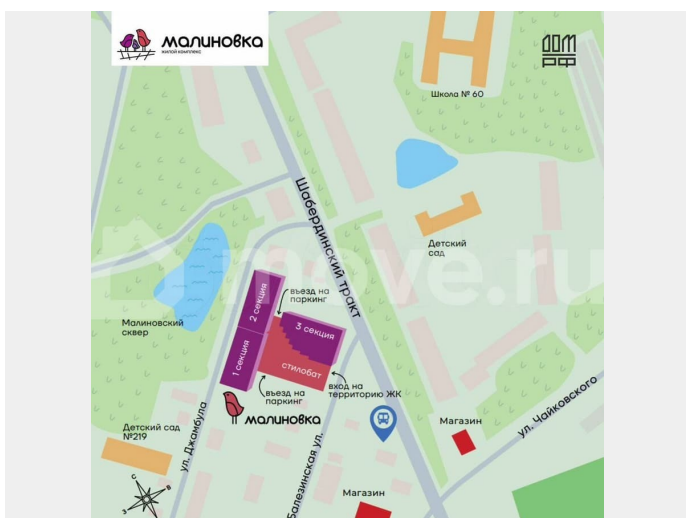 малиновка
жилой комплекс
ДОМ
РФ
Школа № 60
Шабердинский тракт
Детский
сад
move.ru
въезд на
паркинг
2 секция
3 секция
Малиновский
сквер
1 секция
стилобат
вход на
территорию ЖК
въезд на
паркинг
малиновка
ул. Чайковского
Детский сад
№219
ул. Джамбула
Балезинская ул.
Магазин
Магазин
С
В
З